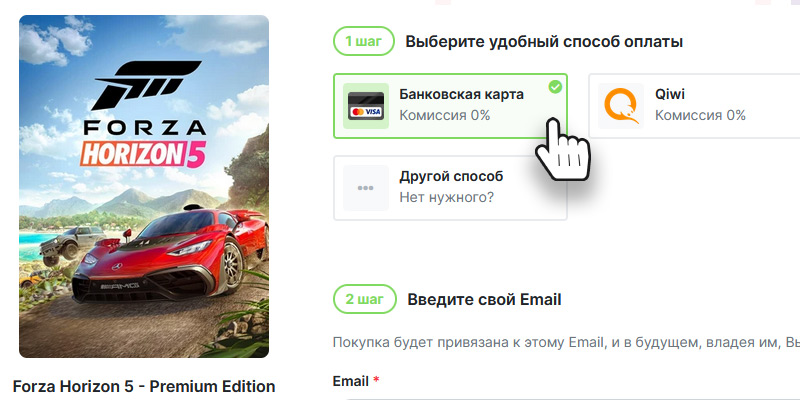 FORZA
HORIZON 5
AMG
Forza Horizon 5 - Premium Edition
1 шаг
Выберите удобный способ оплаты
Банковская карта
Комиссия 0%
VISA
Qiwi
Комиссия 0%
Другой способ
Нет нужного?
2 шаг
Введите свой Email
Покупка будет привязана к этому Email, и в будущем, владея им, Вы
Email *